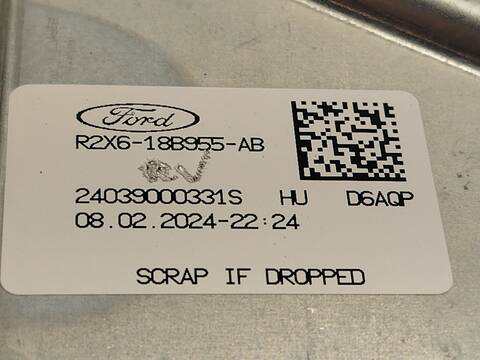 Ford
R2X6-18B955-AB
24039000331S HU D6AQP
08.02.2024-22:24
SCRAP IF DROPPED